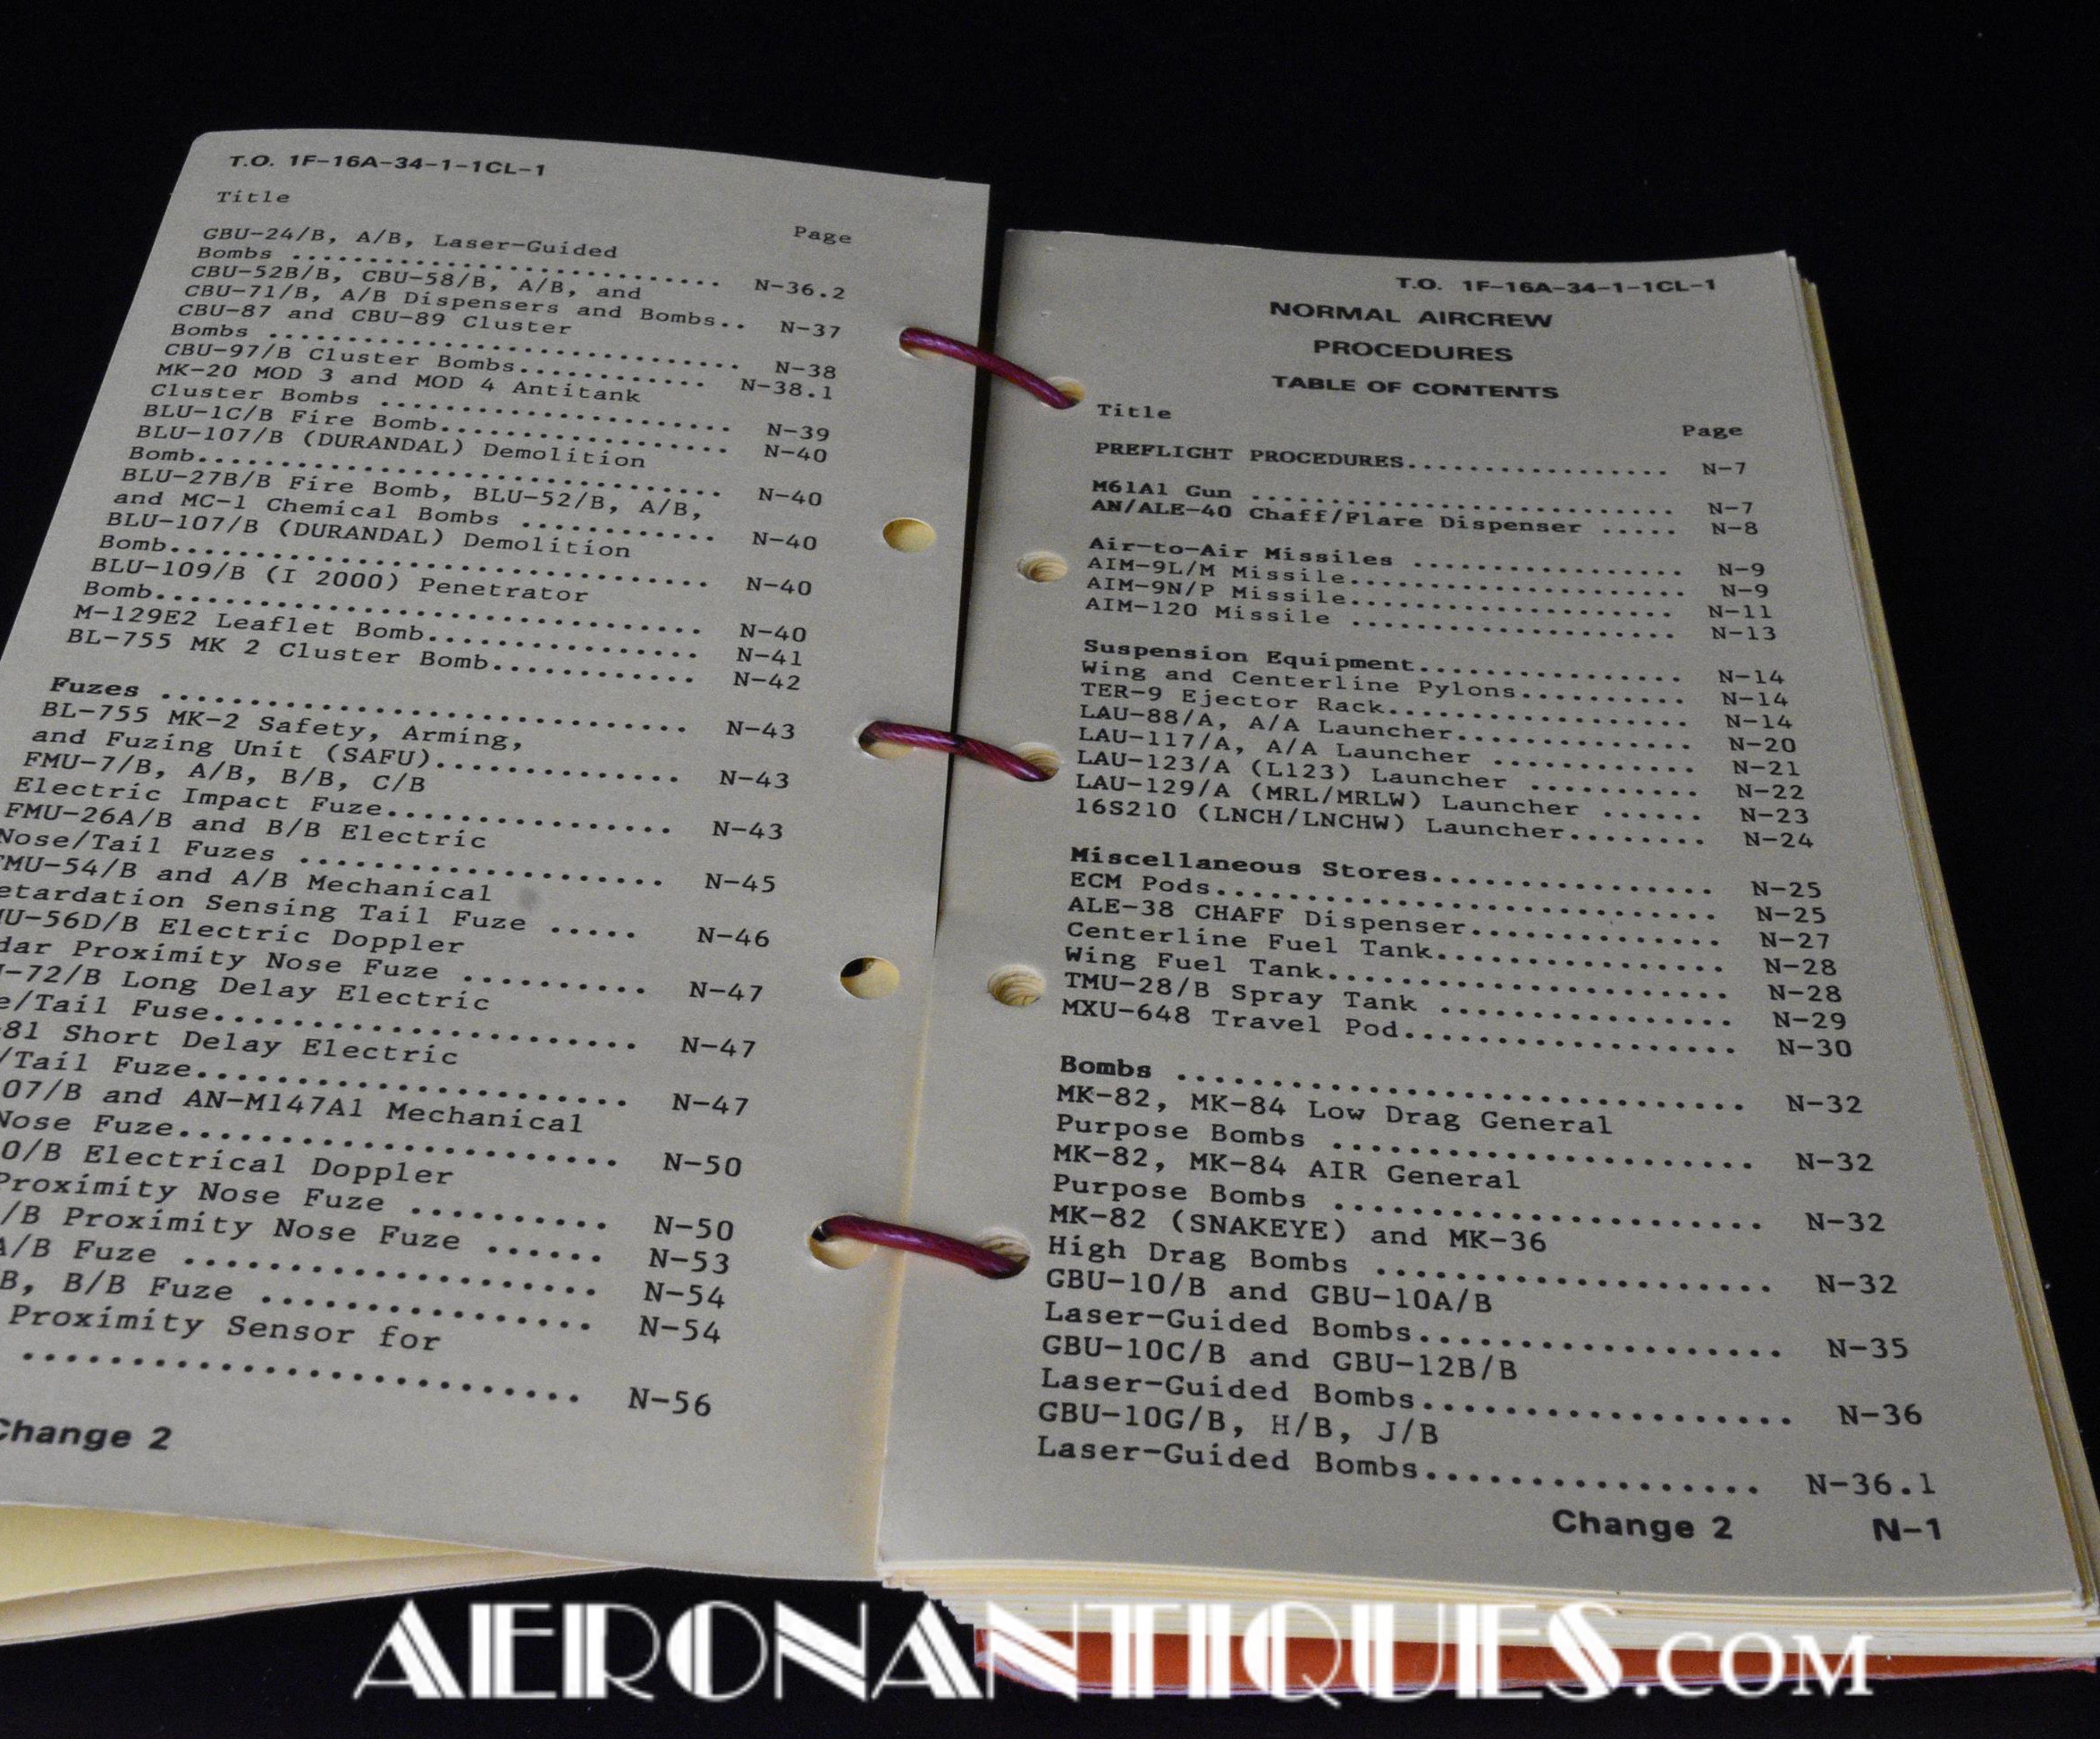 T.O. 1F-16A-34-1-1CL-1
Title
Page
GBU-24/B, A/B, Laser-Guided
Bombs ............................ N-36.2
CBU-52B/B, CBU-58/B, A/B, and
CBU-71/B, A/B Dispensers and Bombs.. N-37
CBU-87 and CBU-89 Cluster
Bombs ............................... N-38
CBU-97/B Cluster Bombs............ N-38.1
MK-20 MOD 3 and MOD 4 Antitank
Cluster Bombs ...................... N-39
BLU-1C/B Fire Bomb.................. N-40
BLU-107/B (DURANDAL) Demolition
Bomb................................ N-40
BLU-27B/B Fire Bomb, BLU-52/B, A/B,
and MC-1 Chemical Bombs ............ N-40
BLU-107/B (DURANDAL) Demolition
Bomb................................ N-40
BLU-109/B (I 2000) Penetrator
Bomb................................ N-40
M-129E2 Leaflet Bomb................ N-41
BL-755 MK 2 Cluster Bomb............ N-42
Fuzes .............................. N-43
BL-755 MK-2 Safety, Arming,
and Fuzing Unit (SAFU).............. N-43
FMU-7/B, A/B, B/B, C/B
Electric Impact Fuze................ N-43
FMU-26A/B and B/B Electric
Nose/Tail Fuzes .................... N-45
FMU-54/B and A/B Mechanical
etardation Sensing Tail Fuze ..... N-46
U-56D/B Electric Doppler
dar Proximity Nose Fuze .......... N-47
-72/B Long Delay Electric
e/Tail Fuse....................... N-47
81 Short Delay Electric
/Tail Fuze....................... N-47
07/B and AN-M147A1 Mechanical
Nose Fuze....................... N-50
0/B Electrical Doppler
Proximity Nose Fuze .......... N-50
/B Proximity Nose Fuze ...... N-53
A/B Fuze .................... N-54
B, B/B Fuze ................ N-54
Proximity Sensor for
........................... N-56
Change 2
T.O. 1F-16A-34-1-1CL-1
NORMAL AIRCREW
PROCEDURES
TABLE OF CONTENTS
Title
Page
PREFLIGHT PROCEDURES................. N-7
M61A1 Gun ........................... N-7
AN/ALE-40 Chaff/Flare Dispenser ..... N-8
Air-to-Air Missiles ................. N-9
AIM-9L/M Missile..................... N-9
AIM-9N/P Missile.................... N-11
AIM-120 Missile .................... N-13
Suspension Equipment................ N-14
Wing and Centerline Pylons.......... N-14
TER-9 Ejector Rack.................. N-14
LAU-88/A, A/A Launcher.............. N-20
LAU-117/A, A/A Launcher ............ N-21
LAU-123/A (L123) Launcher .......... N-22
LAU-129/A (MRL/MRLW) Launcher ...... N-23
16S210 (LNCH/LNCHW) Launcher........ N-24
Miscellaneous Stores................ N-25
ECM Pods............................ N-25
ALE-38 CHAFF Dispenser.............. N-27
Centerline Fuel Tank................ N-28
Wing Fuel Tank...................... N-28
TMU-28/B Spray Tank ................ N-29
MXU-648 Travel Pod.................. N-30
Bombs .............................. N-32
MK-82, MK-84 Low Drag General
Purpose Bombs ...................... N-32
MK-82, MK-84 AIR General
Purpose Bombs ...................... N-32
MK-82 (SNAKEYE) and MK-36
High Drag Bombs .................... N-32
GBU-10/B and GBU-10A/B
Laser-Guided Bombs.................. N-35
GBU-10C/B and GBU-12B/B
Laser-Guided Bombs.................. N-36
GBU-10G/B, H/B, J/B
Laser-Guided Bombs................ N-36.1
Change 2 N-1
AERONANTIQUES.COM